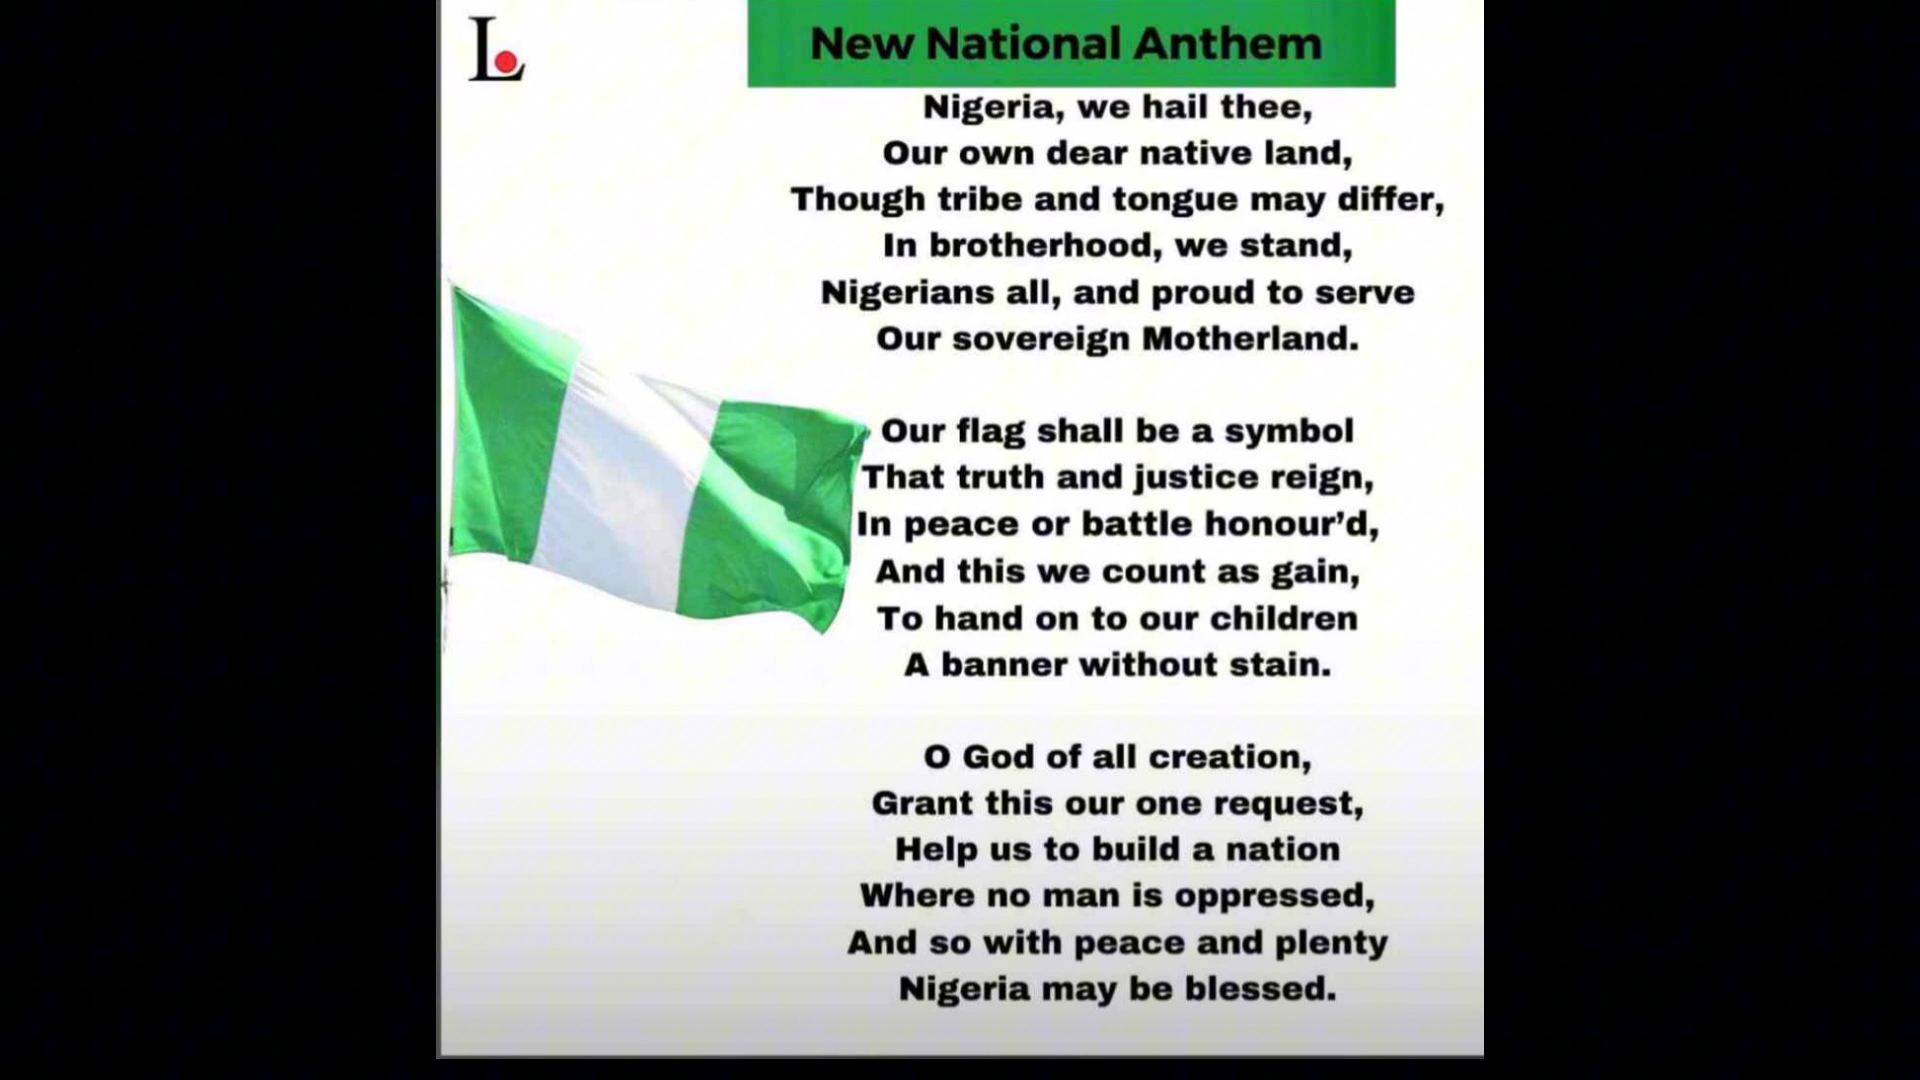 L
New National Anthem
Nigeria, we hail thee,
Our own dear native land,
Though tribe and tongue may differ,
In brotherhood, we stand,
Nigerians all, and proud to serve
Our sovereign Motherland.
Our flag shall be a symbol
That truth and justice reign,
In peace or battle honour’d,
And this we count as gain,
To hand on to our children
A banner without stain.
O God of all creation,
Grant this our one request,
Help us to build a nation
Where no man is oppressed,
And so with peace and plenty
Nigeria may be blessed.